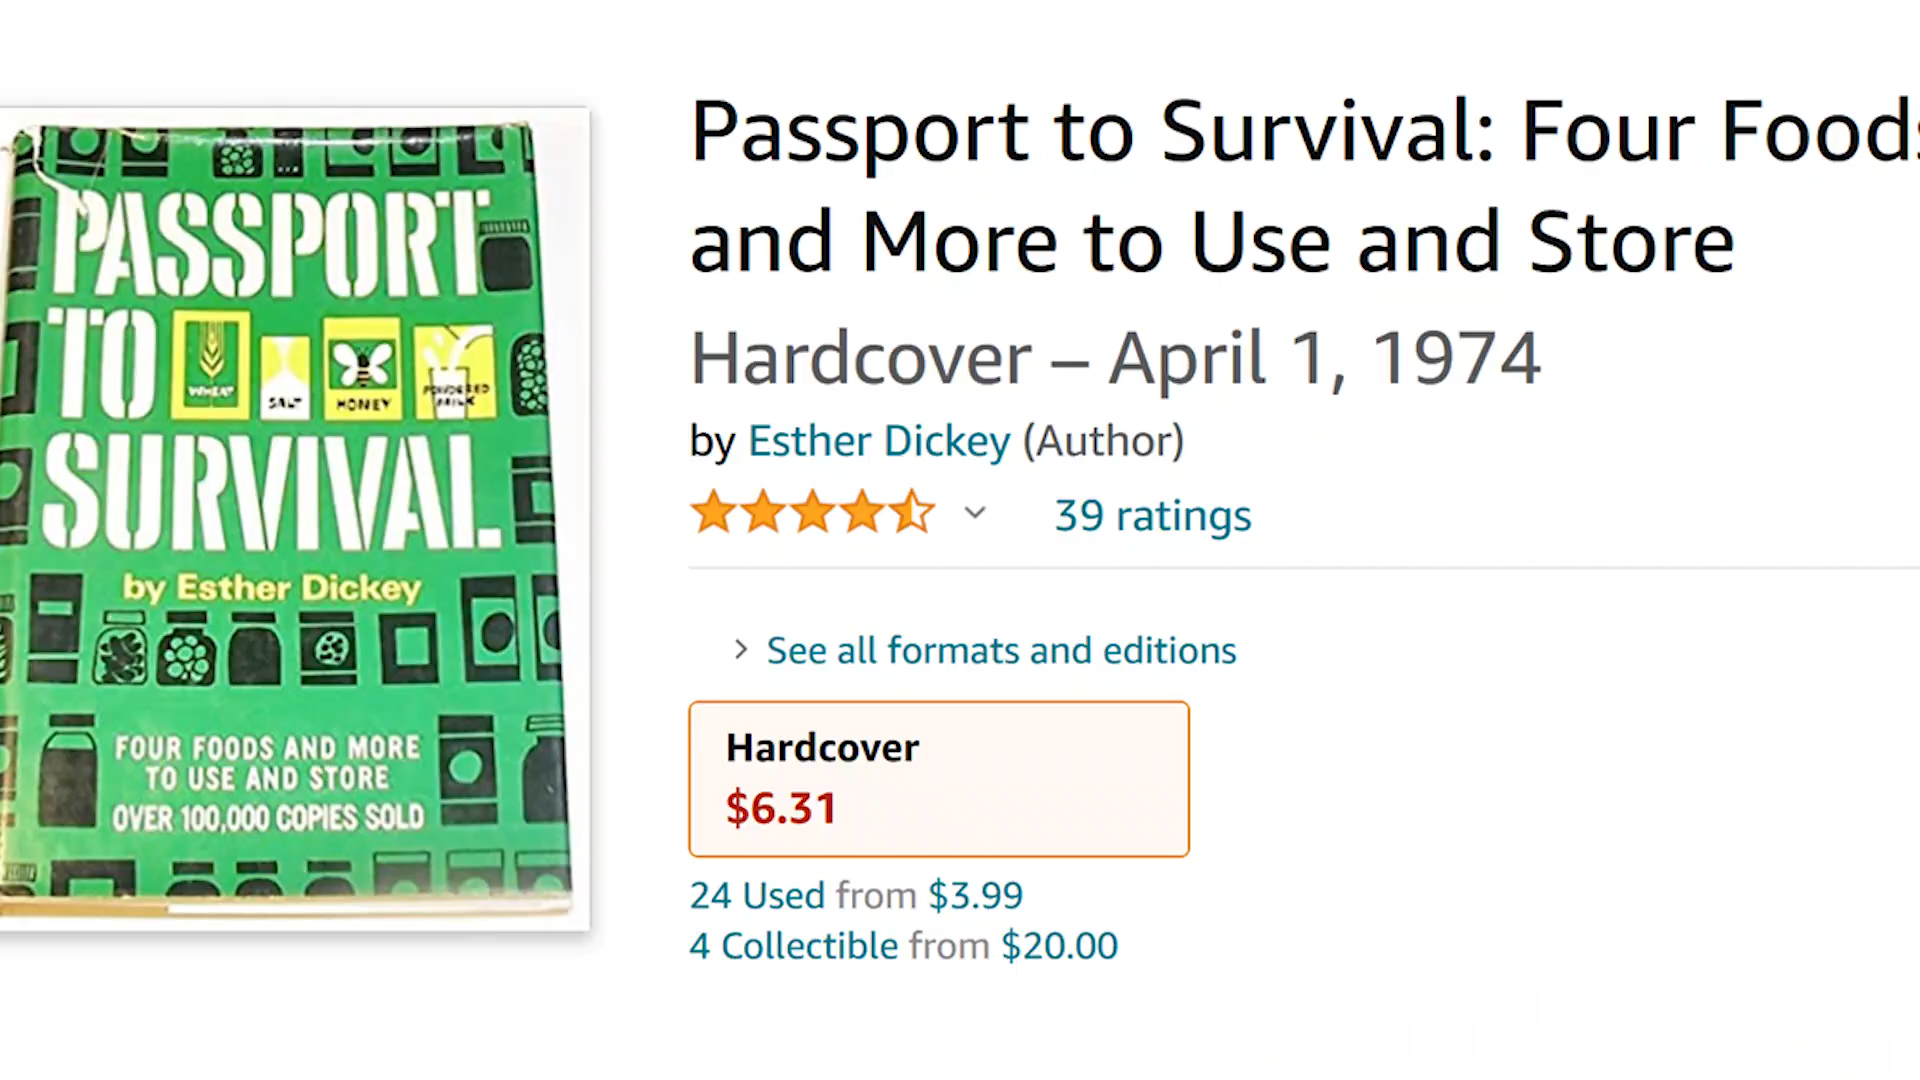 PASSPORT
TO
WHEAT
SALT
HONEY
POWDERED
MILK
SURVIVAL
by Esther Dickey
FOUR FOODS AND MORE
TO USE AND STORE
OVER 100,000 COPIES SOLD
Passport to Survival: Four Foods
and More to Use and Store
Hardcover – April 1, 1974
by Esther Dickey (Author)
39 ratings
See all formats and editions
Hardcover
$6.31
24 Used from $3.99
4 Collectible from $20.00